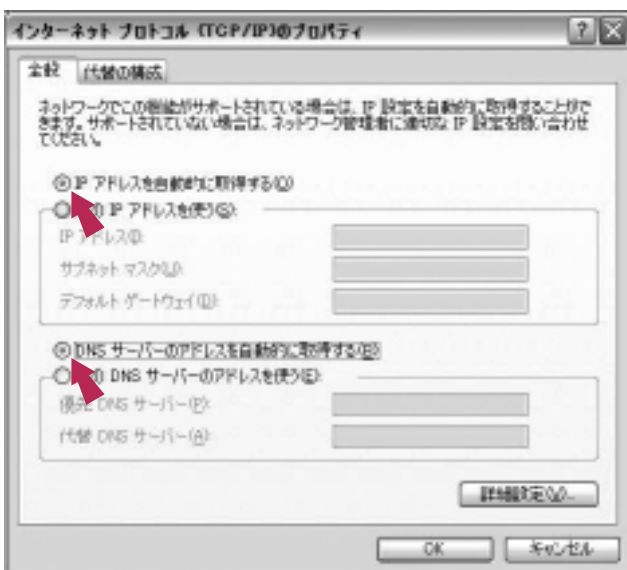 インターネット プロトコル (TCP/IP)のプロパティ
全般 代替の構成
ネットワークでこの機能がサポートされている場合は、IP 設定を自動的に取得することがで
きます。サポートされていない場合は、ネットワーク管理者に適切な IP 設定を問い合わせ
てください。
IP アドレスを自動的に取得する(O)
IP アドレスを使う(S):
IP アドレス(I):
サブネット マスク(U):
デフォルト ゲートウェイ(D):
DNS サーバーのアドレスを自動的に取得する(B)
DNS サーバーのアドレスを使う(E):
優先 DNS サーバー(P):
代替 DNS サーバー(A):
詳細設定(V)...
OK キャンセル